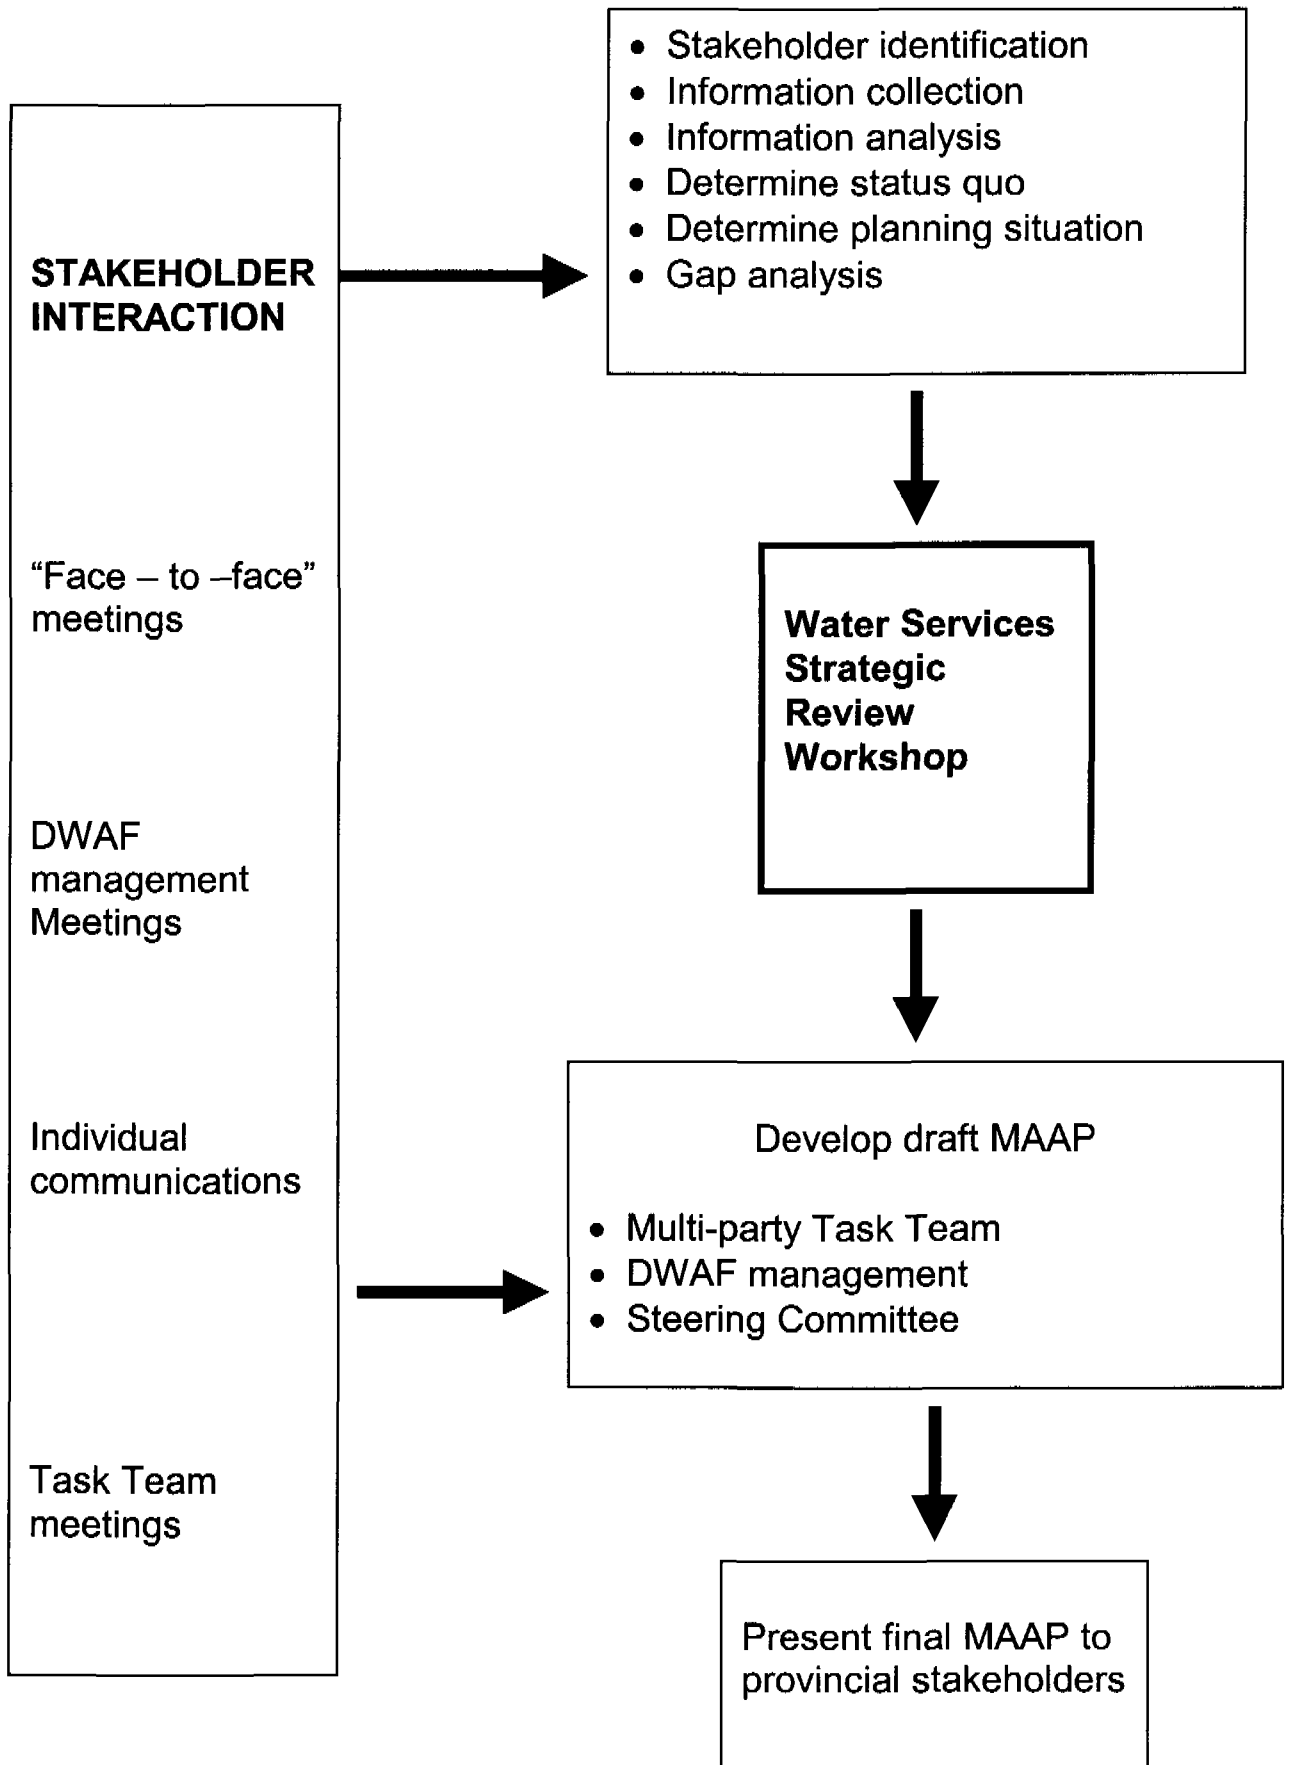 STAKEHOLDER
INTERACTION
“Face – to –face”
meetings
DWAF
management
Meetings
Individual
communications
Task Team
meetings
• Stakeholder identification
• Information collection
• Information analysis
• Determine status quo
• Determine planning situation
• Gap analysis
Water Services
Strategic
Review
Workshop
Develop draft MAAP
• Multi-party Task Team
• DWAF management
• Steering Committee
Present final MAAP to
provincial stakeholders